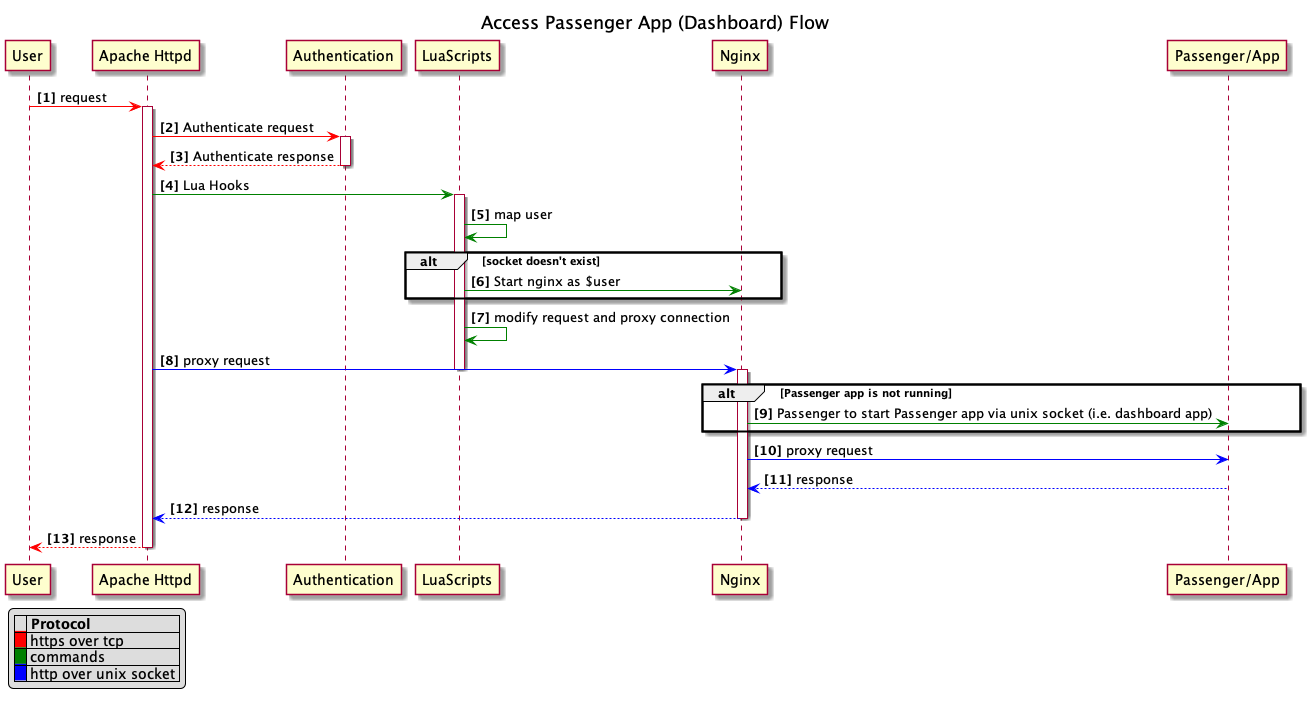 Access Passenger App (Dashboard) Flow
User
Apache Httpd
Authentication
LuaScripts
Nginx
Passenger/App
[1] request
[2] Authenticate request
[3] Authenticate response
[4] Lua Hooks
[5] map user
alt [socket doesn't exist]
[6] Start nginx as $user
[7] modify request and proxy connection
[8] proxy request
alt [Passenger app is not running]
[9] Passenger to start Passenger app via unix socket (i.e. dashboard app)
[10] proxy request
[11] response
[12] response
[13] response
User
Apache Httpd
Authentication
LuaScripts
Nginx
Passenger/App
Protocol
https over tcp
commands
http over unix socket